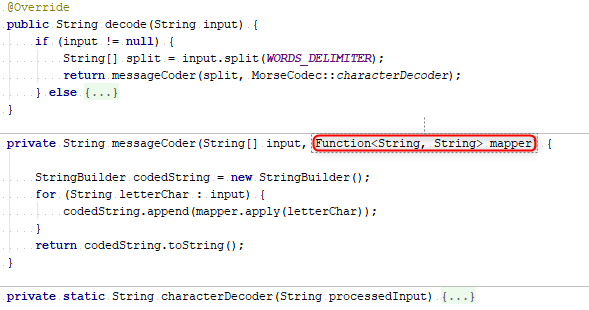 @Override
public String decode(String input) {
    if (input != null) {
        String[] split = input.split(WORDS_DELIMITER);
        return messageCoder(split, MorseCodec::characterDecoder);
    } else {...}
}
private String messageCoder(String[] input, Function<String, String> mapper) {
    StringBuilder codedString = new StringBuilder();
    for (String letterChar : input) {
        codedString.append(mapper.apply(letterChar));
    }
    return codedString.toString();
}
private static String characterDecoder(String processedInput) {...}